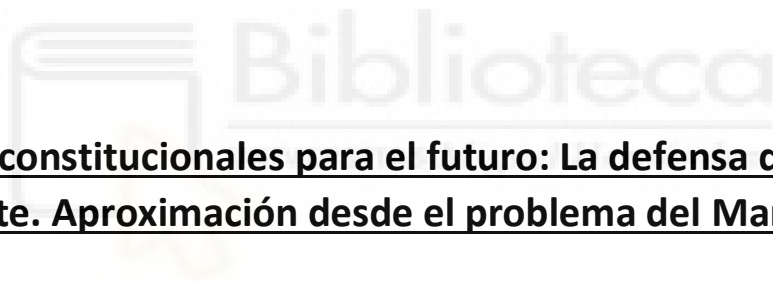 Biblioteca
constitucionales para el futuro: La defensa
te. Aproximación desde el problema del Mar